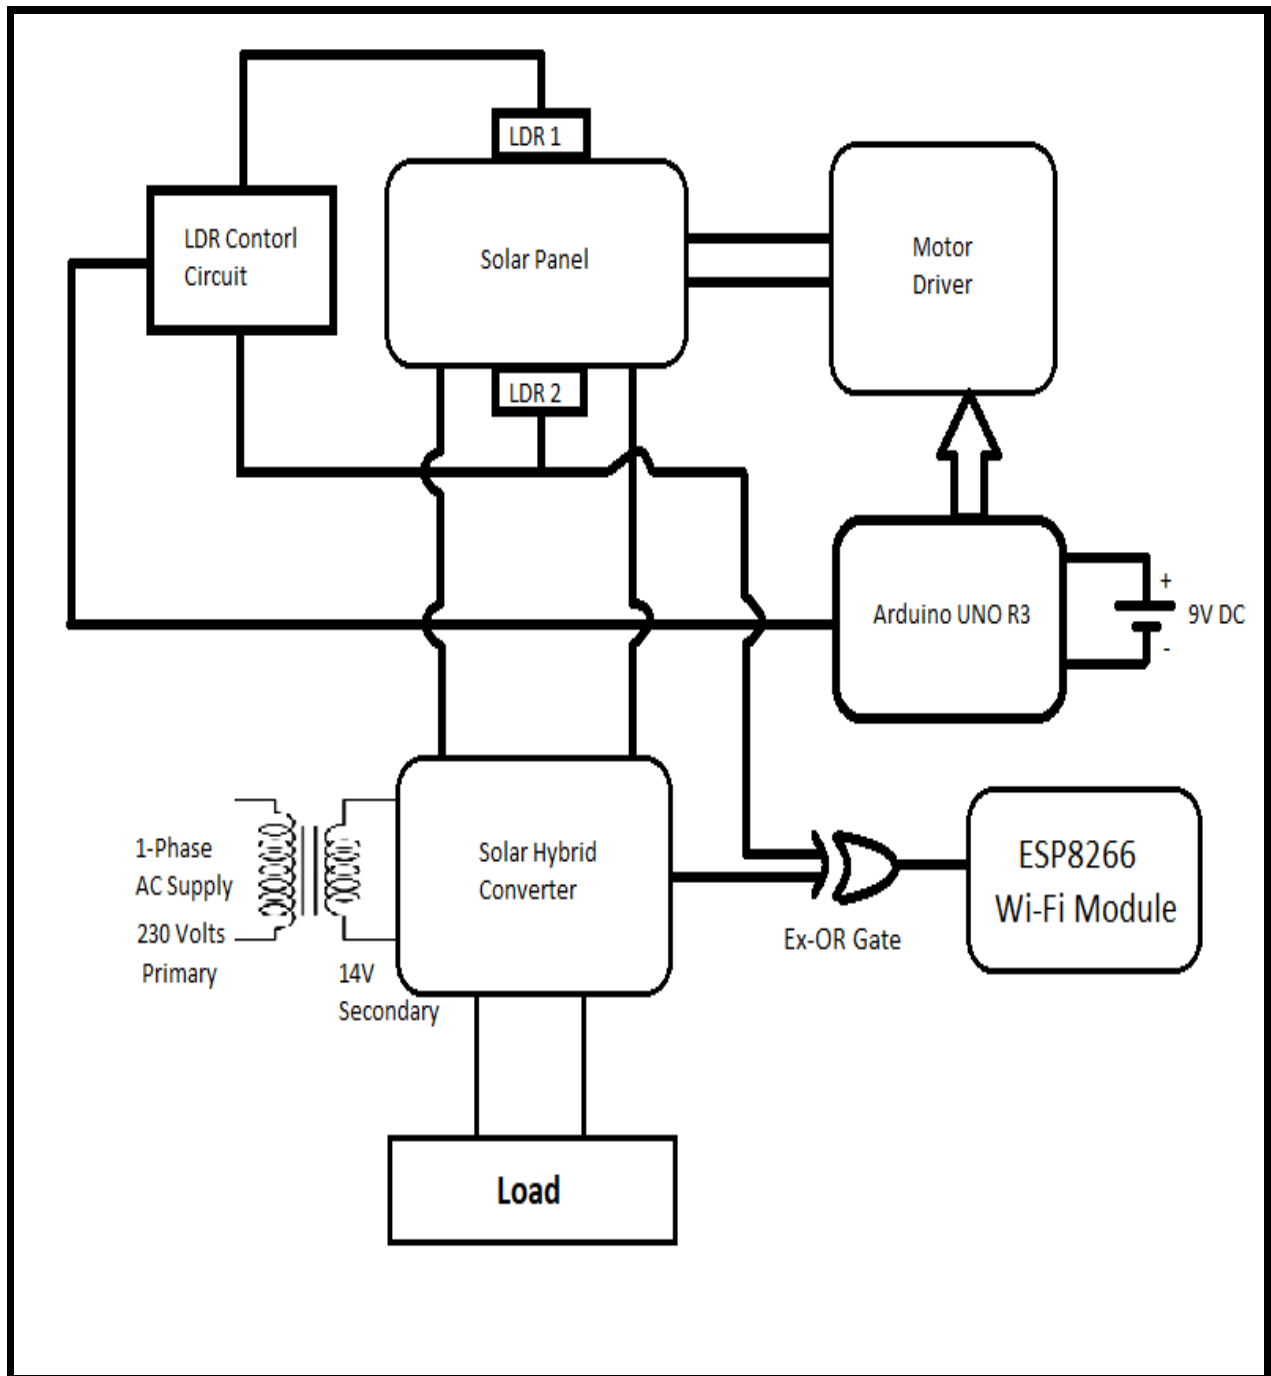 LDR 1
LDR Contorl
Circuit
Solar Panel
Motor
Driver
LDR 2
Arduino UNO R3
+
9V DC
-
1-Phase
AC Supply
230 Volts
Primary
14V
Secondary
Solar Hybrid
Converter
Ex-OR Gate
ESP8266
Wi-Fi Module
Load